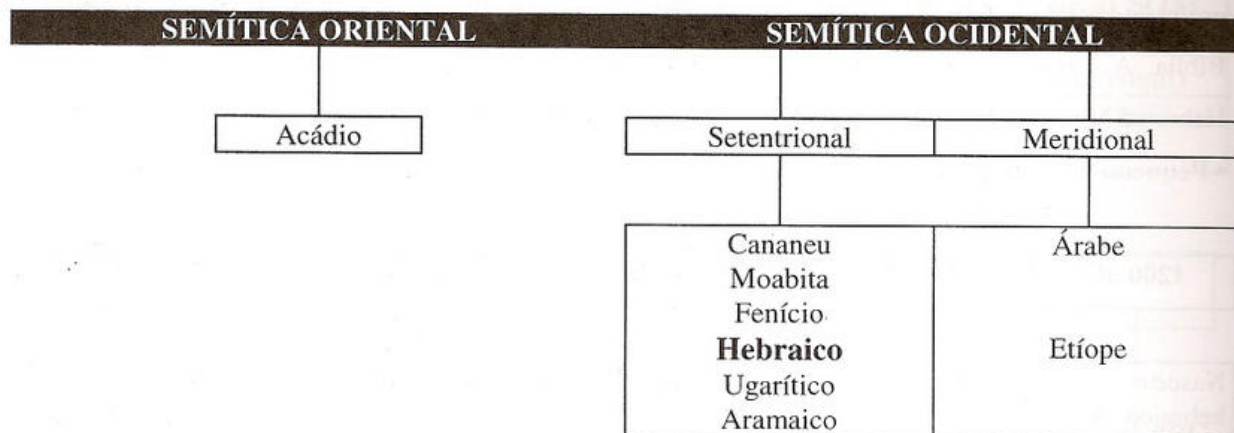 SEMÍTICA ORIENTAL SEMÍTICA OCIDENTAL
Acádio Setentrional Meridional
Cananeu Árabe
Moabita
Fenício
Hebraico Etíope
Ugarítico
Aramaico